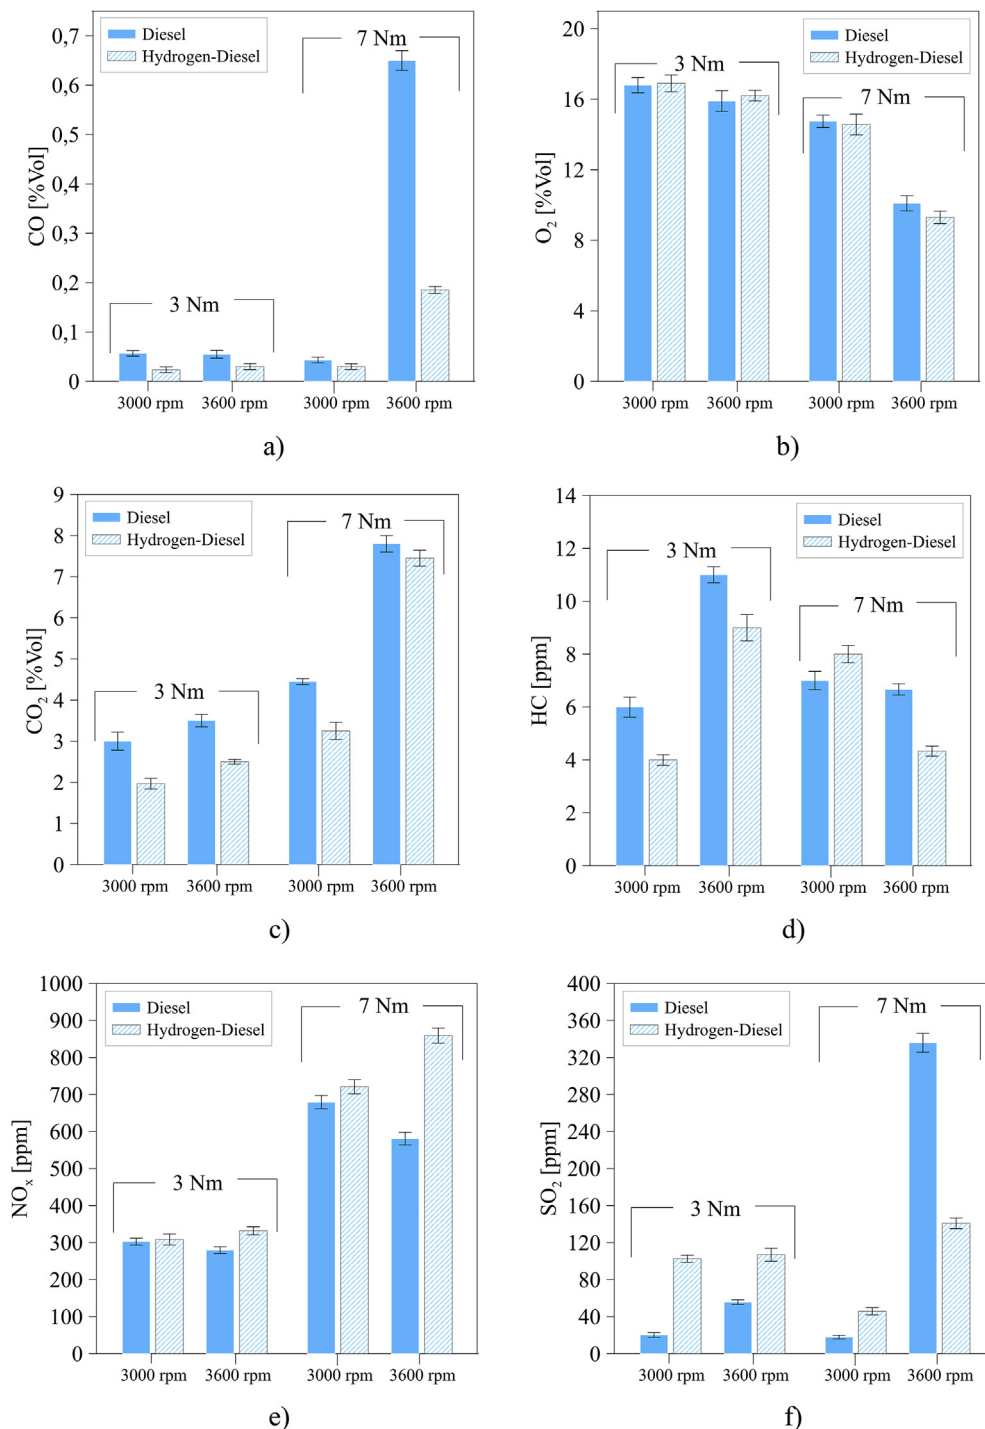 CO [%Vol]
0,7
0,6
0,5
0,4
0,3
0,2
0,1
0
Diesel
Hydrogen-Diesel
7 Nm
3 Nm
3000 rpm 3600 rpm 3000 rpm 3600 rpm
a)
O₂ [%Vol]
20
16
12
8
4
0
Diesel
Hydrogen-Diesel
3 Nm
7 Nm
3000 rpm 3600 rpm 3000 rpm 3600 rpm
b)
CO₂ [%Vol]
9
8
7
6
5
4
3
2
1
0
Diesel
Hydrogen-Diesel
7 Nm
3 Nm
3000 rpm 3600 rpm 3000 rpm 3600 rpm
c)
HC [ppm]
14
12
10
8
6
4
2
0
Diesel
Hydrogen-Diesel
3 Nm
7 Nm
3000 rpm 3600 rpm 3000 rpm 3600 rpm
d)
NOₓ [ppm]
1000
900
800
700
600
500
400
300
200
100
0
Diesel
Hydrogen-Diesel
7 Nm
3 Nm
3000 rpm 3600 rpm 3000 rpm 3600 rpm
e)
SO₂ [ppm]
400
360
320
280
240
200
160
120
80
40
0
Diesel
Hydrogen-Diesel
7 Nm
3 Nm
3000 rpm 3600 rpm 3000 rpm 3600 rpm
f)